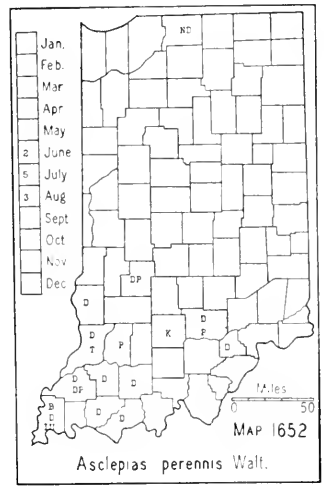 ND
Jan.
Feb.
Mar
Apr
May
2 June
5 July
3 Aug
Sept
Oct
Nov
Dec
DP
D
D
P
D
T
P
K
D
D
DP
D
D
B
D
D
D
Miles
0 50
MAP 1652
Asclepias perennis Walt.